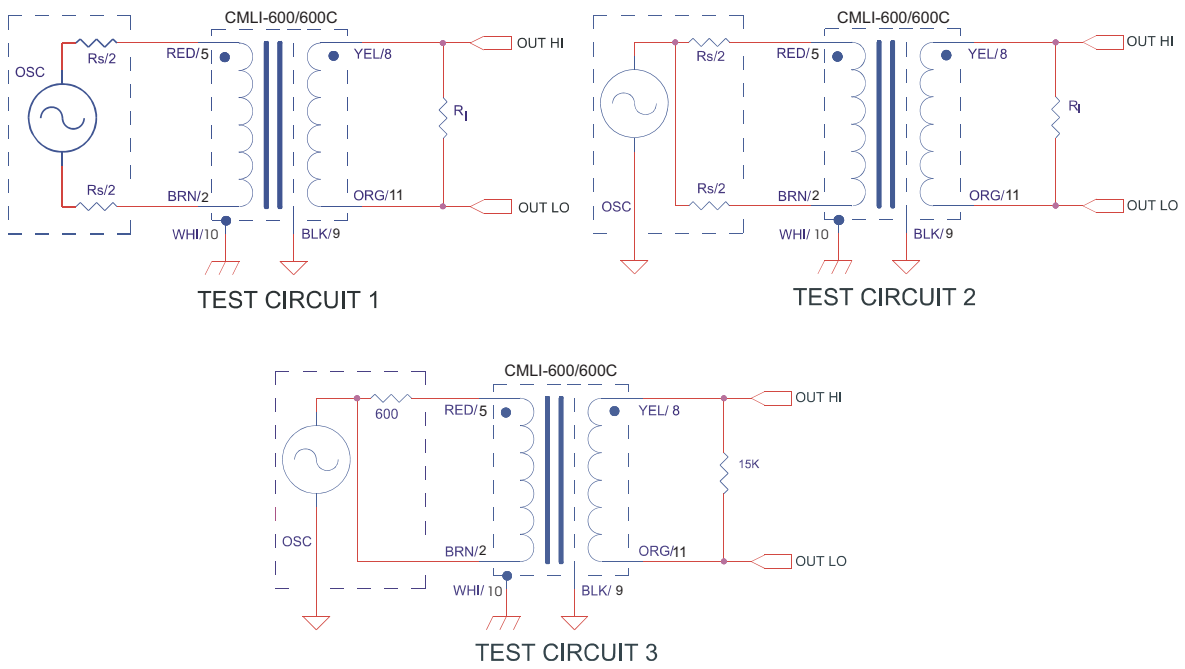 CMLI-600/600C
Rs/2
RED/5
YEL/8
OUT HI
OSC
RI
Rs/2
BRN/2
ORG/11
OUT LO
WHI/10
BLK/9
TEST CIRCUIT 1
CMLI-600/600C
Rs/2
RED/5
YEL/8
OUT HI
RI
Rs/2
BRN/2
ORG/11
OUT LO
OSC
WHI/ 10
BLK/ 9
TEST CIRCUIT 2
CMLI-600/600C
600
RED/5
YEL/ 8
OUT HI
15K
OSC
BRN/2
ORG/11
OUT LO
WHI/ 10
BLK/ 9
TEST CIRCUIT 3